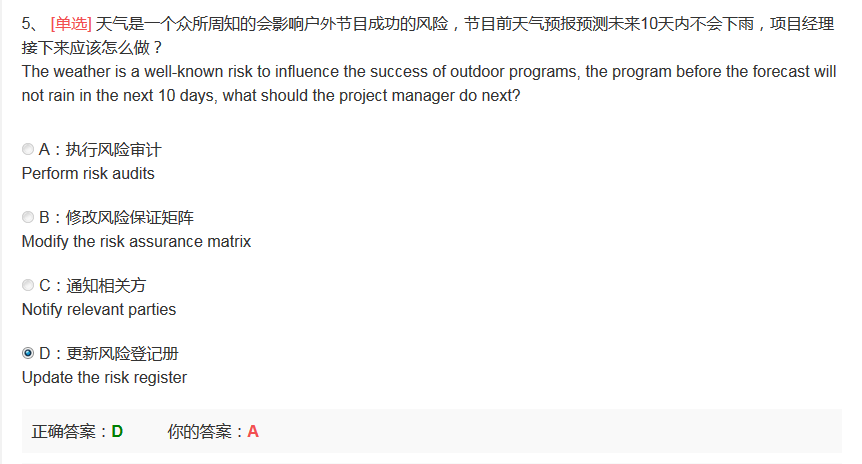 5、 [单选] 天气是一个众所周知的会影响户外节目成功的风险，节目前天气预报预测未来10天内不会下雨，项目经理
接下来应该怎么做？
The weather is a well-known risk to influence the success of outdoor programs, the program before the forecast will
not rain in the next 10 days, what should the project manager do next?
A：执行风险审计
Perform risk audits
B：修改风险保证矩阵
Modify the risk assurance matrix
C：通知相关方
Notify relevant parties
D：更新风险登记册
Update the risk register
正确答案：D 你的答案：A